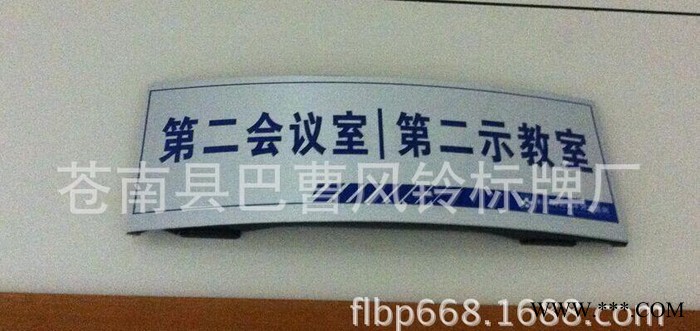 第二会议室|第二示教室
苍南县巴曹风铃标牌厂
flbp668.1688.com
www.***.com